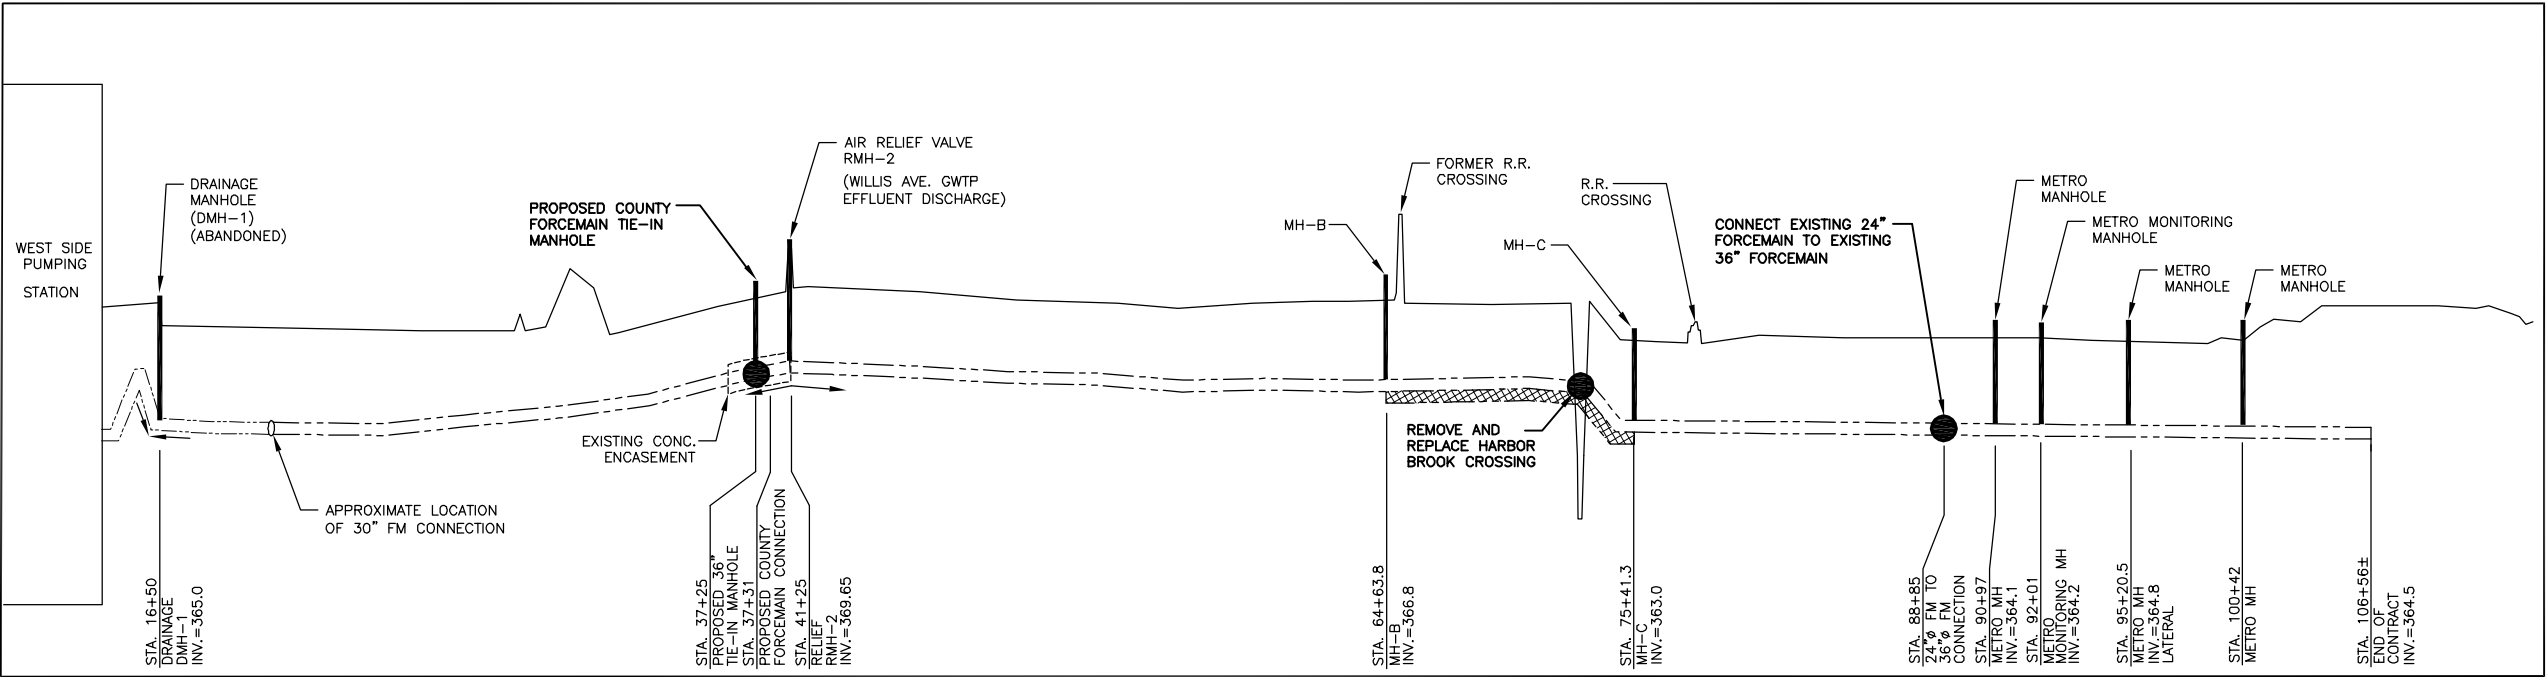 WEST SIDE
PUMPING
STATION
DRAINAGE
MANHOLE
(DMH-1)
(ABANDONED)
APPROXIMATE LOCATION
OF 30" FM CONNECTION
PROPOSED COUNTY
FORCEMAIN TIE-IN
MANHOLE
EXISTING CONC.
ENCASEMENT
AIR RELIEF VALVE
RMH-2
(WILLIS AVE. GWTP
EFFLUENT DISCHARGE)
MH-B
FORMER R.R.
CROSSING
REMOVE AND
REPLACE HARBOR
BROOK CROSSING
MH-C
R.R.
CROSSING
CONNECT EXISTING 24"
FORCEMAIN TO EXISTING
36" FORCEMAIN
METRO
MANHOLE
METRO MONITORING
MANHOLE
METRO
MANHOLE
METRO
MANHOLE
STA. 16+50
DRAINAGE
DMH-1
INV.=365.0
STA. 37+25
PROPOSED 36"
TIE-IN MANHOLE
STA. 37+31
PROPOSED COUNTY
FORCEMAIN CONNECTION
STA. 41+25
RELIEF
RMH-2
INV.=369.65
STA. 64+63.8
MH-B
INV.=366.8
STA. 75+41.3
MH-C
INV.=363.0
STA. 88+85
24"ø FM TO
36"ø FM
CONNECTION
STA. 90+97
METRO MH
INV.=364.1
STA. 92+01
METRO
MONITORING MH
INV.=364.2
STA. 95+20.5
METRO MH
INV.=364.8
LATERAL
STA. 100+42
METRO MH
STA. 106+56±
END OF
CONTRACT
INV.=364.5